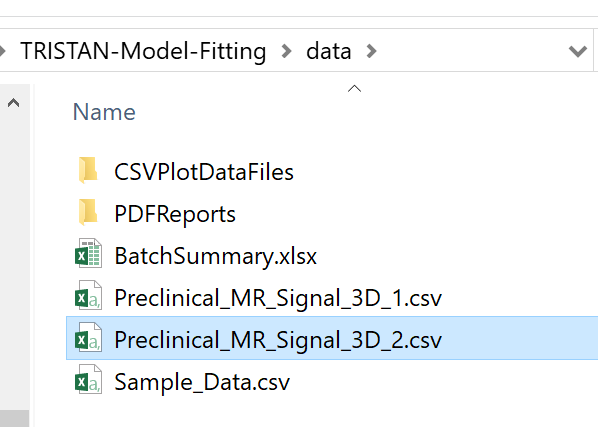 TRISTAN-Model-Fitting > data >
Name
CSVPlotDataFiles
PDFReports
BatchSummary.xlsx
Preclinical_MR_Signal_3D_1.csv
Preclinical_MR_Signal_3D_2.csv
Sample_Data.csv